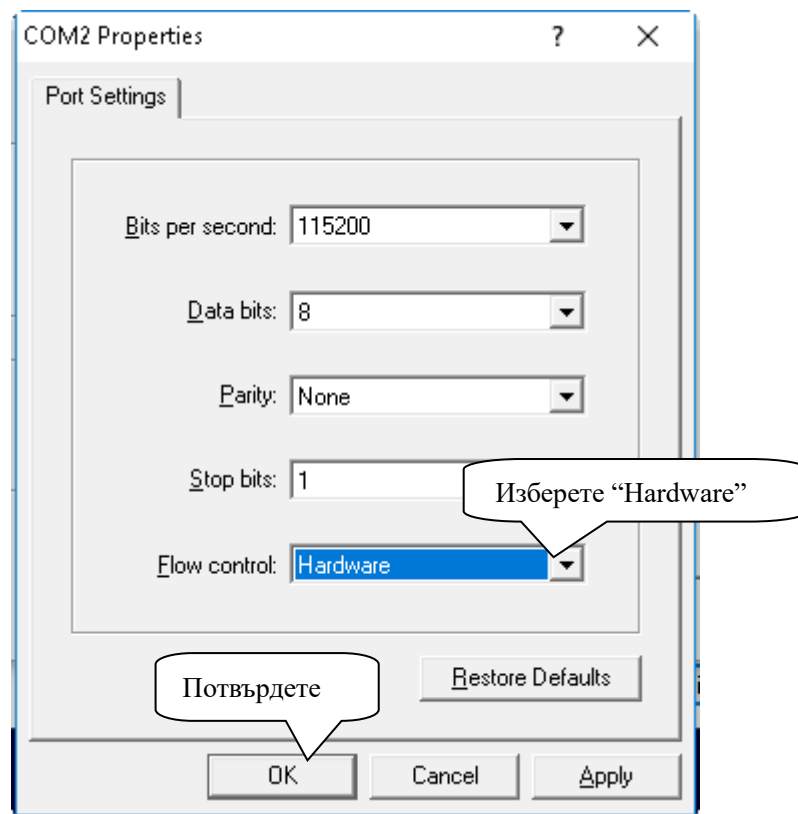 COM2 Properties
Port Settings
Bits per second: 115200
Data bits: 8
Parity: None
Stop bits: 1
Изберете “Hardware”
Flow control: Hardware
Потвърдете
Restore Defaults
OK Cancel Apply